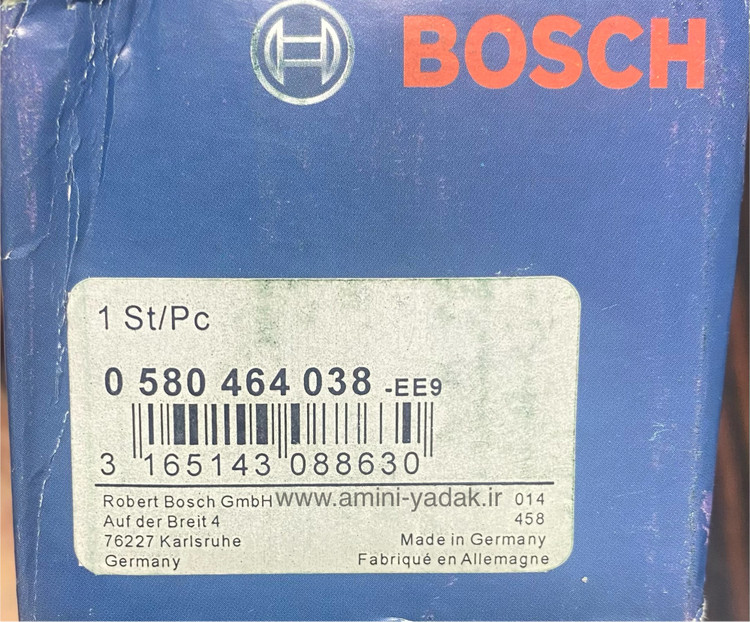 BOSCH
1 St/Pc
0 580 464 038 -EE9
3 165143 088630
Robert Bosch GmbH www.amini-yadak.ir 014
Auf der Breit 4 458
76227 Karlsruhe Made in Germany
Germany Fabriqué en Allemagne